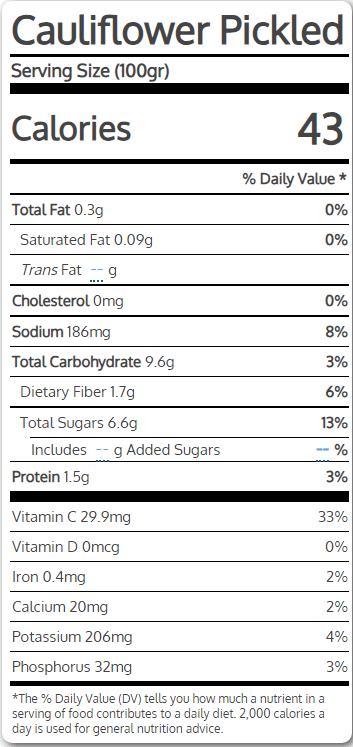 Cauliflower Pickled
Serving Size (100gr)
Calories 43
% Daily Value *
Total Fat 0.3g 0%
Saturated Fat 0.09g 0%
Trans Fat -- g
Cholesterol 0mg 0%
Sodium 186mg 8%
Total Carbohydrate 9.6g 3%
Dietary Fiber 1.7g 6%
Total Sugars 6.6g 13%
Includes -- g Added Sugars -- %
Protein 1.5g 3%
Vitamin C 29.9mg 33%
Vitamin D 0mcg 0%
Iron 0.4mg 2%
Calcium 20mg 2%
Potassium 206mg 4%
Phosphorus 32mg 3%
*The % Daily Value (DV) tells you how much a nutrient in a
serving of food contributes to a daily diet. 2,000 calories a
day is used for general nutrition advice.